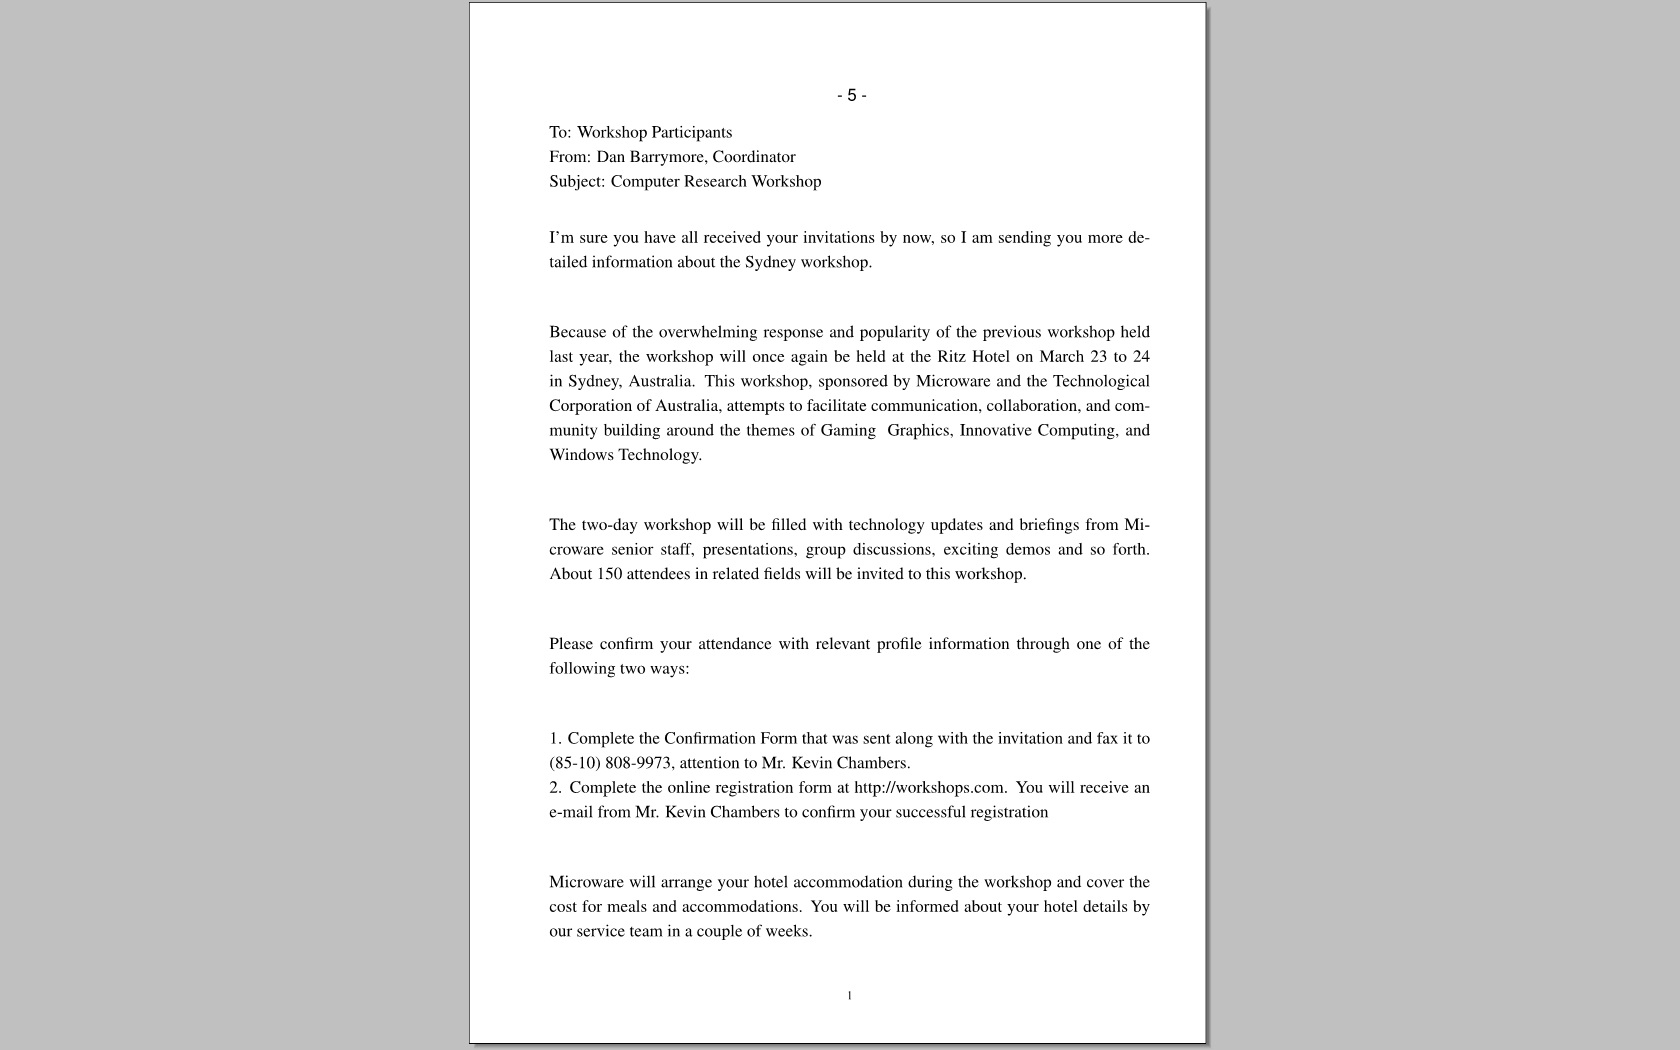 - 5 -
To: Workshop Participants
From: Dan Barrymore, Coordinator
Subject: Computer Research Workshop
I'm sure you have all received your invitations by now, so I am sending you more de-
tailed information about the Sydney workshop.
Because of the overwhelming response and popularity of the previous workshop held
last year, the workshop will once again be held at the Ritz Hotel on March 23 to 24
in Sydney, Australia. This workshop, sponsored by Microware and the Technological
Corporation of Australia, attempts to facilitate communication, collaboration, and com-
munity building around the themes of Gaming  Graphics, Innovative Computing, and
Windows Technology.
The two-day workshop will be filled with technology updates and briefings from Mi-
croware senior staff, presentations, group discussions, exciting demos and so forth.
About 150 attendees in related fields will be invited to this workshop.
Please confirm your attendance with relevant profile information through one of the
following two ways:
1. Complete the Confirmation Form that was sent along with the invitation and fax it to
(85-10) 808-9973, attention to Mr. Kevin Chambers.
2. Complete the online registration form at http://workshops.com. You will receive an
e-mail from Mr. Kevin Chambers to confirm your successful registration
Microware will arrange your hotel accommodation during the workshop and cover the
cost for meals and accommodations. You will be informed about your hotel details by
our service team in a couple of weeks.
1